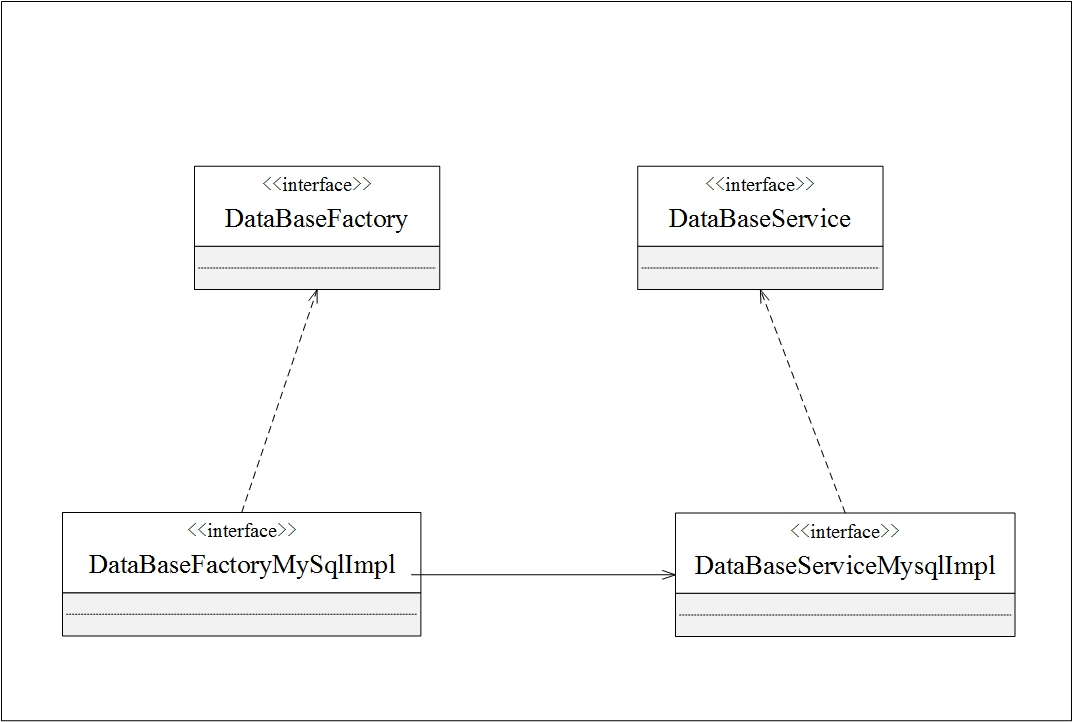 <<interface>>
DataBaseFactory
<<interface>>
DataBaseService
<<interface>>
DataBaseFactoryMySqlImpl
<<interface>>
DataBaseServiceMysqlImpl